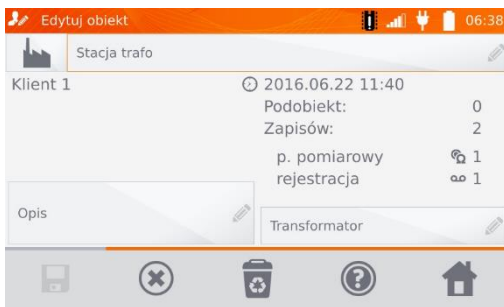 Edytuj obiekt 06:38
Stacja trafo
Klient 1 2016.06.22 11:40
Podobiekt: 0
Zapisów: 2
p. pomiarowy 1
rejestracja 1
Opis
Transformator